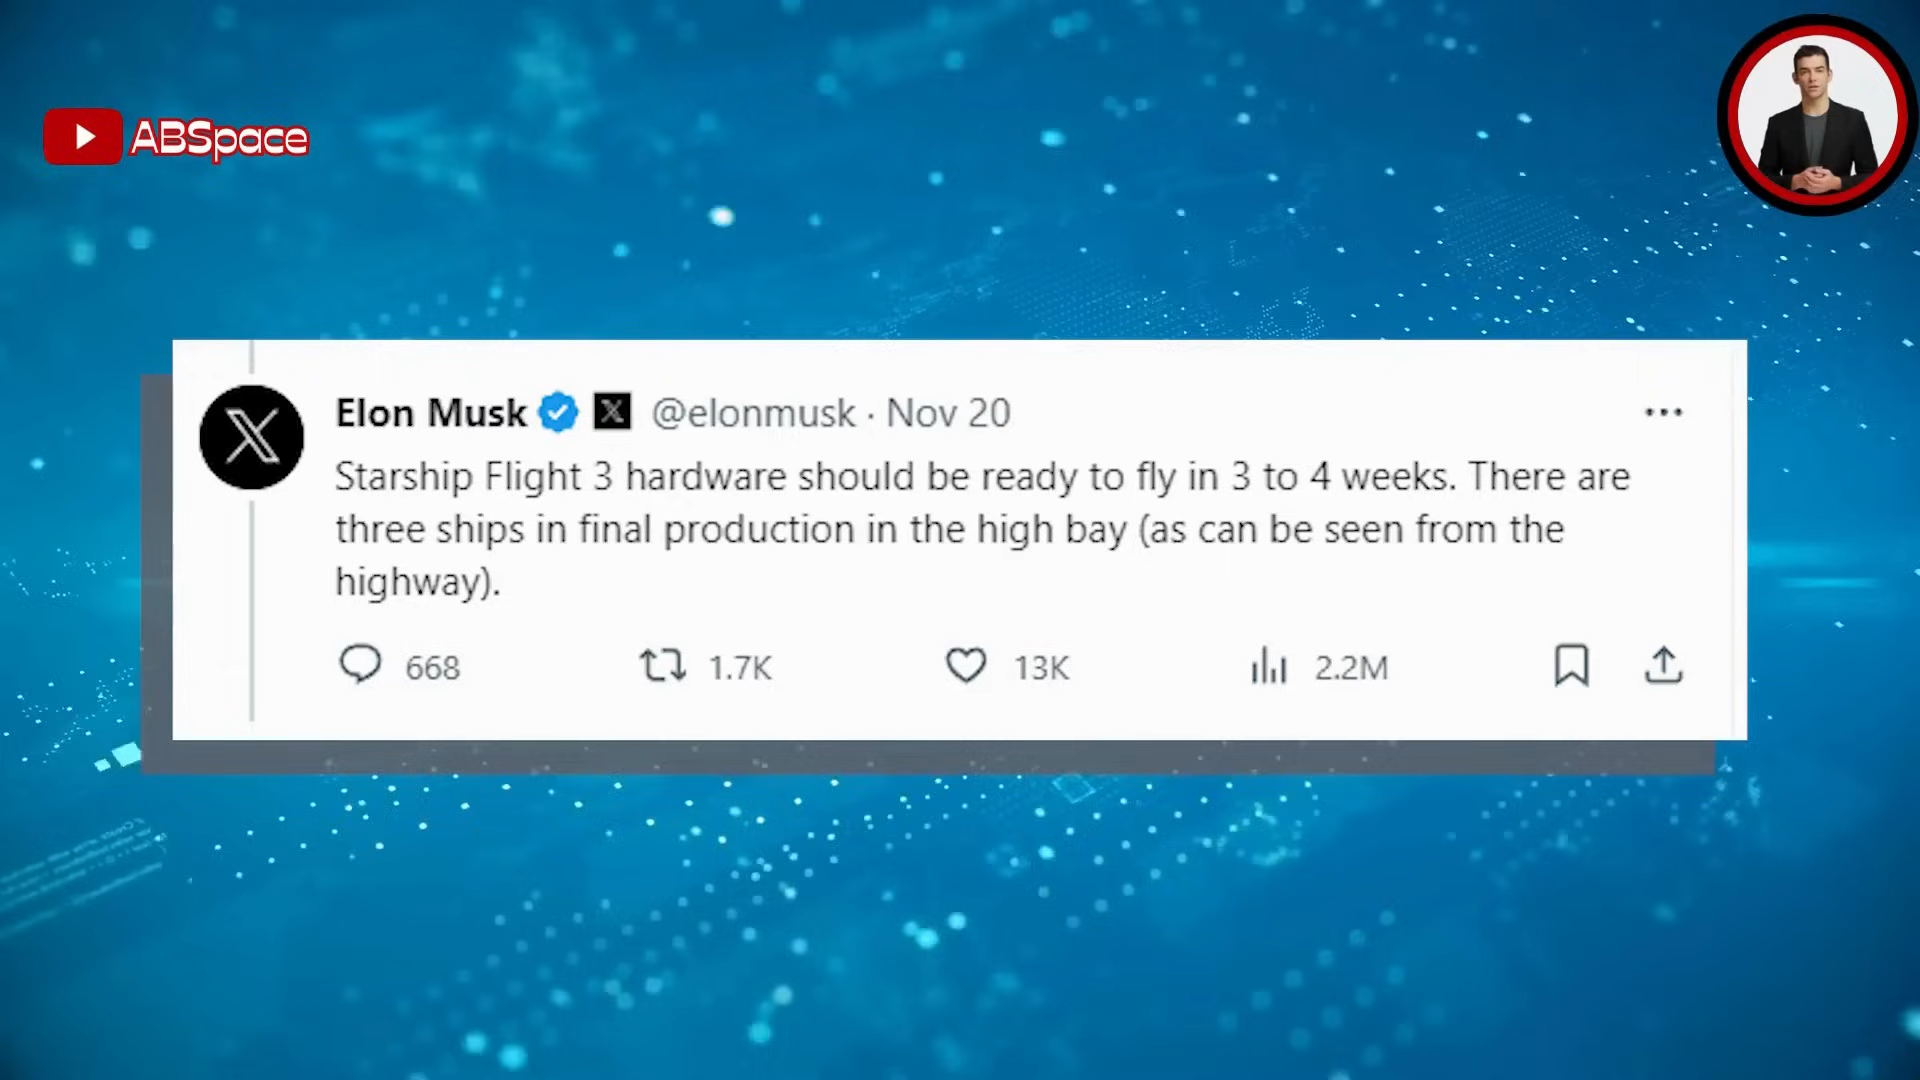 ABSpace
Elon Musk @elonmusk · Nov 20
Starship Flight 3 hardware should be ready to fly in 3 to 4 weeks. There are
three ships in final production in the high bay (as can be seen from the
highway).
668 1.7K 13K 2.2M